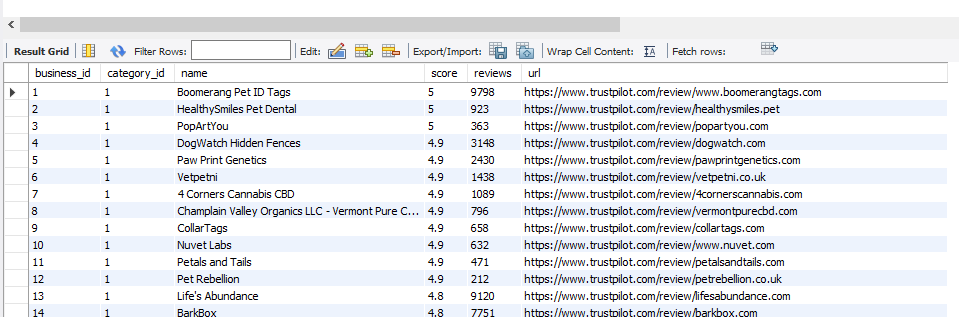 Result Grid Filter Rows: Edit: Export/Import: Wrap Cell Content: IA Fetch rows:
business_id category_id name score reviews url
1 1 Boomerang Pet ID Tags 5 9798 https://www.trustpilot.com/review/www.boomerangtags.com
2 1 HealthySmiles Pet Dental 5 923 https://www.trustpilot.com/review/healthysmiles.pet
3 1 PopArtYou 5 363 https://www.trustpilot.com/review/popartyou.com
4 1 DogWatch Hidden Fences 4.9 3148 https://www.trustpilot.com/review/dogwatch.com
5 1 Paw Print Genetics 4.9 2430 https://www.trustpilot.com/review/pawprintgenetics.com
6 1 Vetpetni 4.9 1438 https://www.trustpilot.com/review/vetpetni.co.uk
7 1 4 Corners Cannabis CBD 4.9 1089 https://www.trustpilot.com/review/4cornerscannabis.com
8 1 Champlain Valley Organics LLC - Vermont Pure C... 4.9 796 https://www.trustpilot.com/review/vermontpurecbd.com
9 1 CollarTags 4.9 658 https://www.trustpilot.com/review/collartags.com
10 1 Nuvet Labs 4.9 632 https://www.trustpilot.com/review/www.nuvet.com
11 1 Petals and Tails 4.9 471 https://www.trustpilot.com/review/petalsandtails.com
12 1 Pet Rebellion 4.9 212 https://www.trustpilot.com/review/petrebellion.co.uk
13 1 Life's Abundance 4.8 9120 https://www.trustpilot.com/review/lifesabundance.com
14 1 BarkBox 4.8 7751 https://www.trustpilot.com/review/barkbox.com